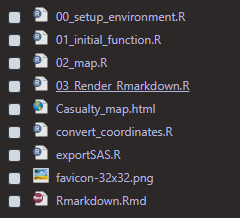 00_setup_environment.R
01_initial_function.R
02_map.R
03_Render_Rmarkdown.R
Casualty_map.html
convert_coordinates.R
exportSAS.R
favicon-32x32.png
Rmarkdown.Rmd